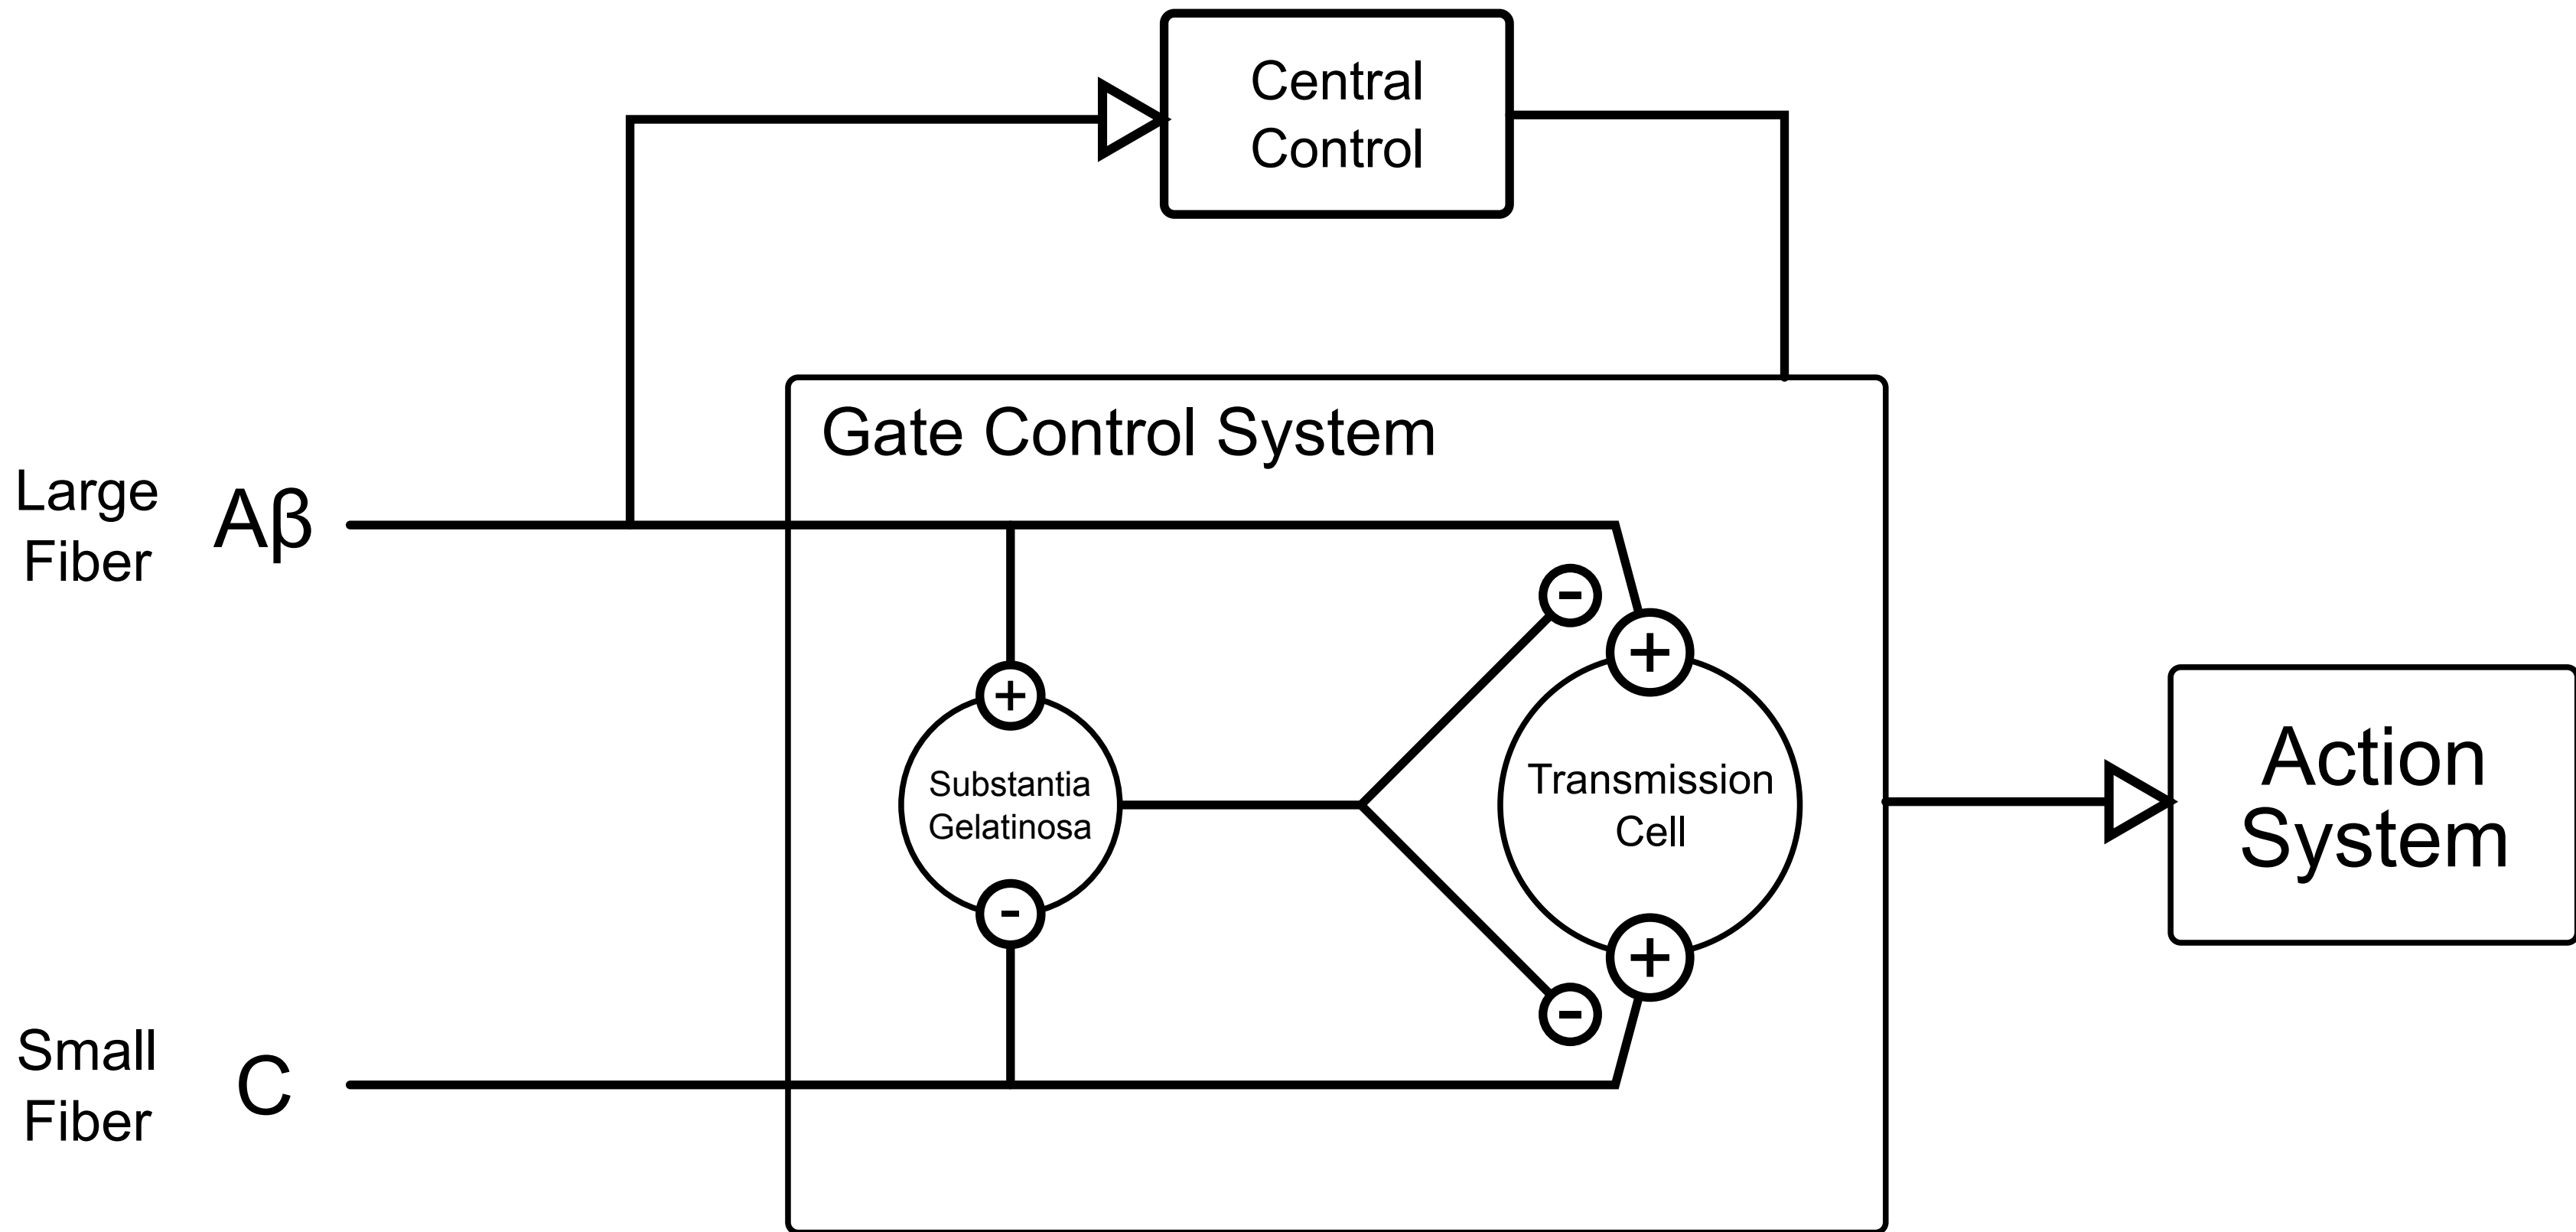 Central
Control
Gate Control System
Large
Fiber
Aβ
-
+
+
Substantia
Gelatinosa
Transmission
Cell
Action
System
-
+
-
Small
Fiber
C